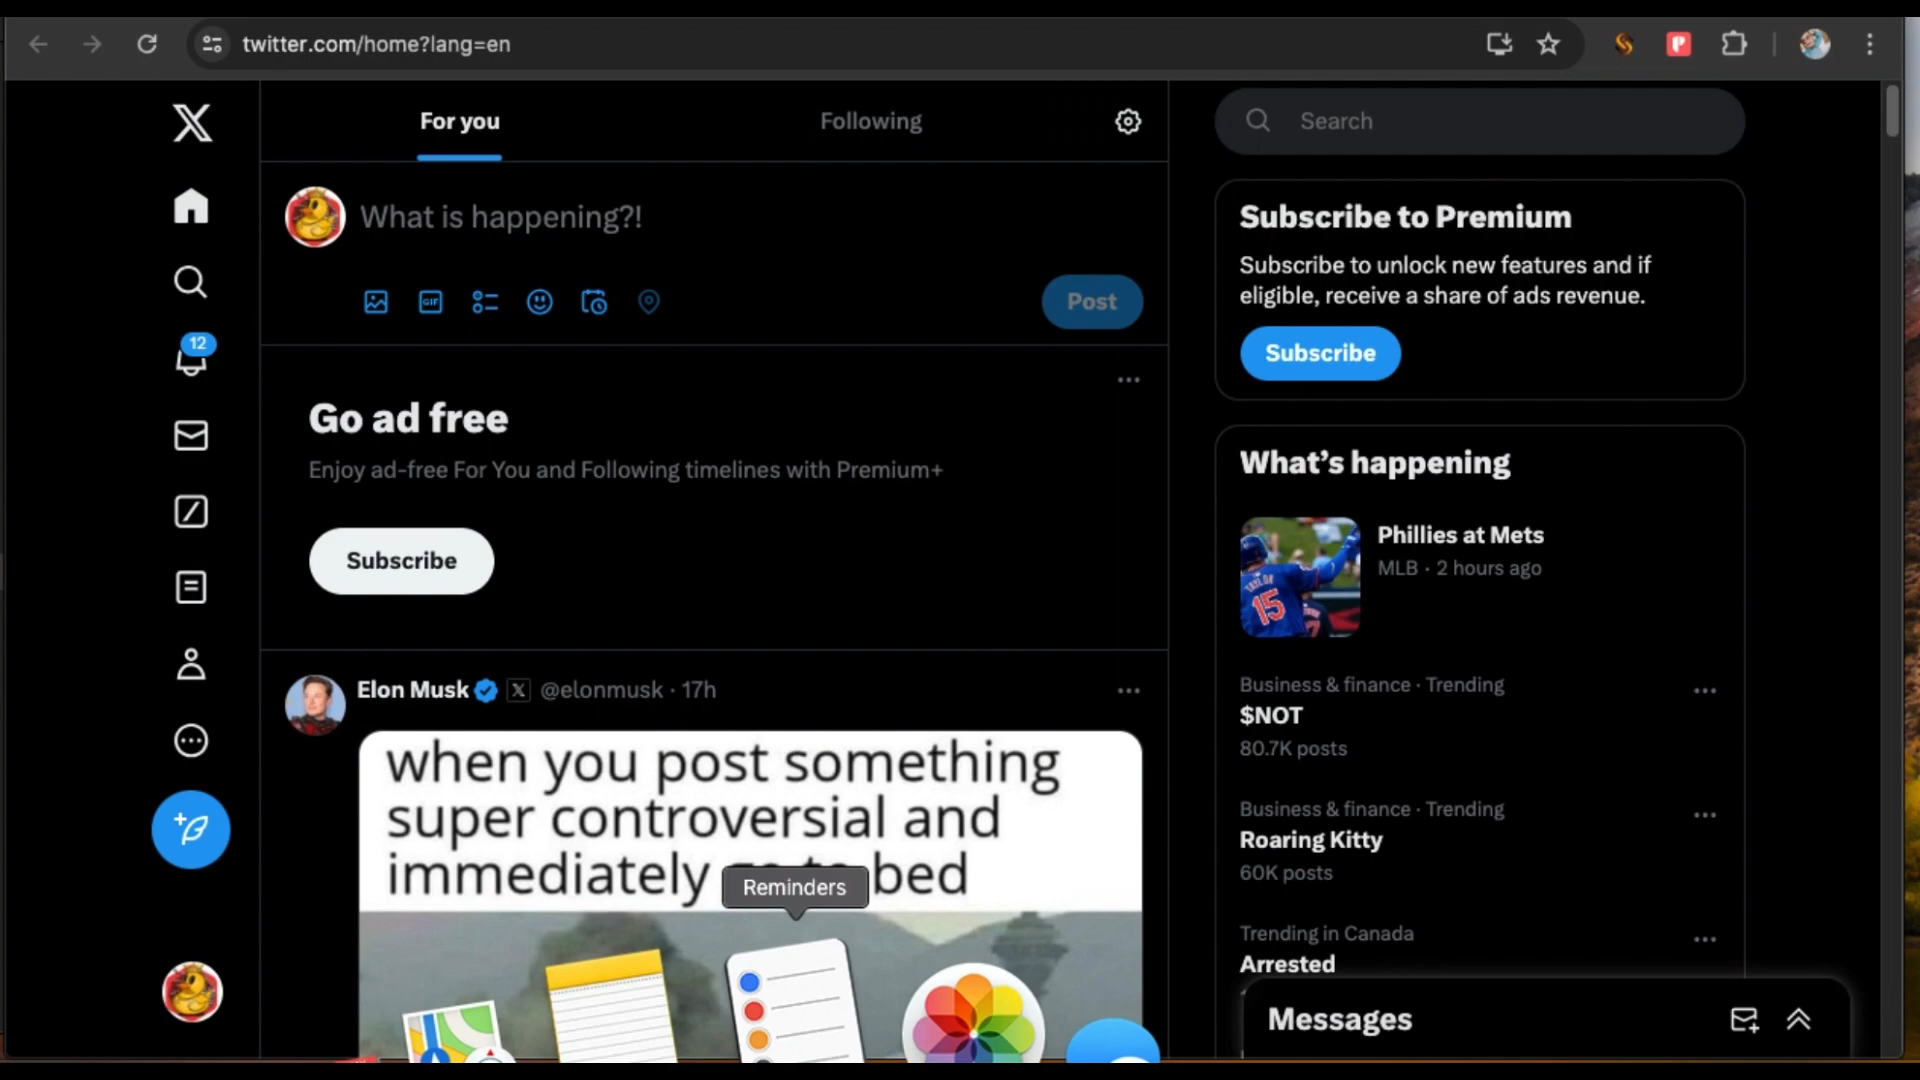 twitter.com/home?lang=en
For you
Following
Search
What is happening?!
GIF
Post
12
Go ad free
Enjoy ad-free For You and Following timelines with Premium+
Subscribe
Elon Musk @elonmusk · 17h
when you post something
super controversial and
immediately bed
Reminders
Subscribe to Premium
Subscribe to unlock new features and if
eligible, receive a share of ads revenue.
Subscribe
What's happening
Phillies at Mets
MLB · 2 hours ago
TAYLOR
15
Business & finance · Trending
$NOT
80.7K posts
Business & finance · Trending
Roaring Kitty
60K posts
Trending in Canada
Arrested
Messages